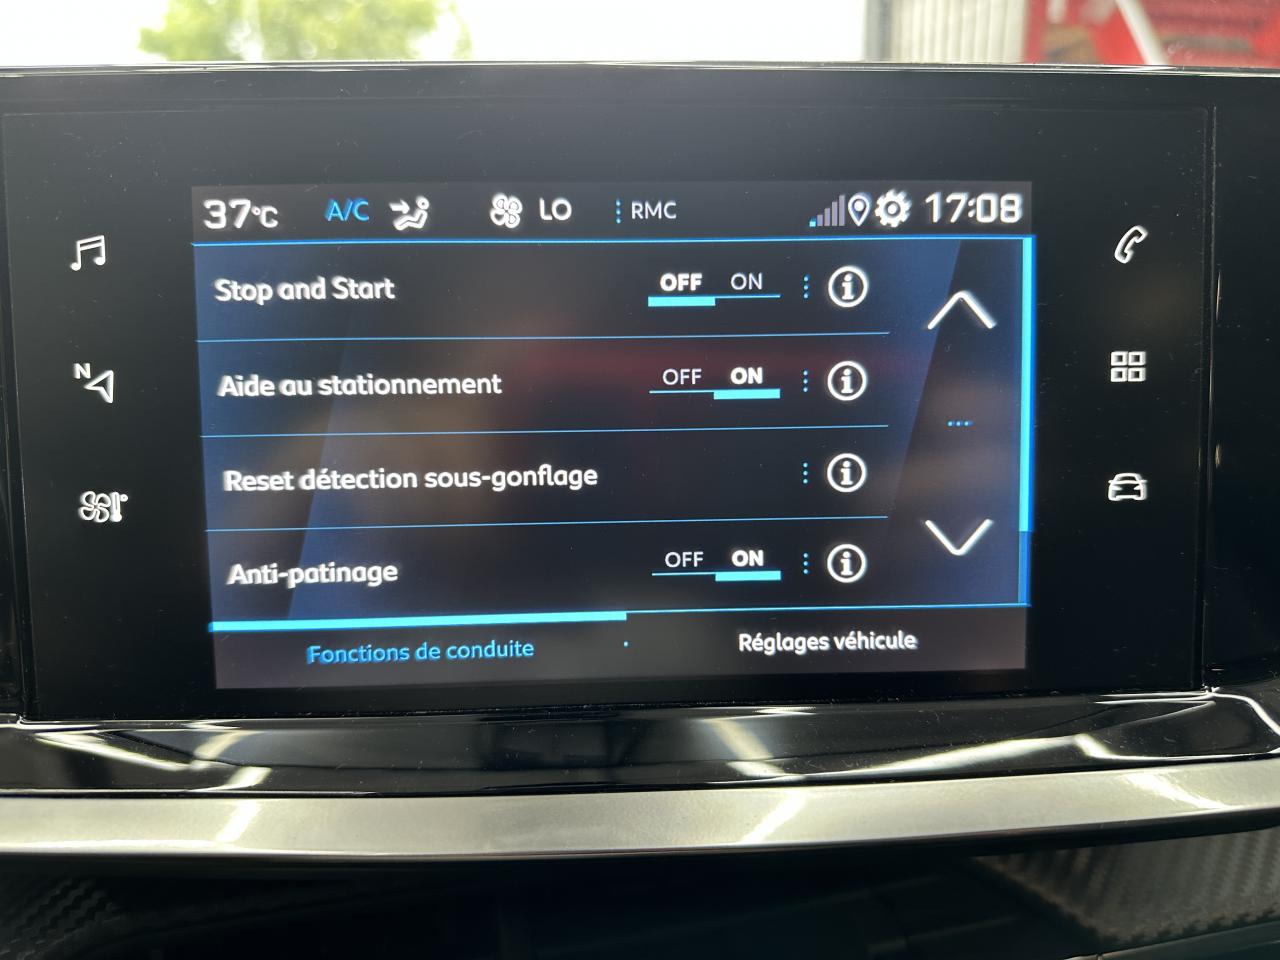 37°C A/C LO RMC 17:08
Stop and Start OFF ON
Aide au stationnement OFF ON
Reset détection sous-gonflage
Anti-patinage OFF ON
Fonctions de conduite Réglages véhicule
N